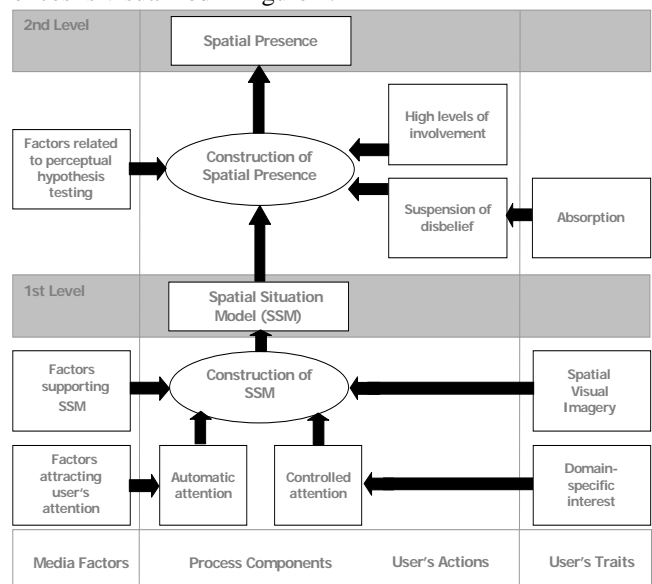 2nd Level
Spatial Presence
High levels of
involvement
Factors related
to perceptual
hypothesis
testing
Construction of
Spatial Presence
Suspension of
disbelief
Absorption
1st Level
Spatial Situation
Model (SSM)
Factors
supporting
SSM
Construction of
SSM
Spatial
Visual
Imagery
Factors
attracting
user's
attention
Automatic
attention
Controlled
attention
Domain-
specific
interest
Media Factors
Process Components
User's Actions
User's Traits